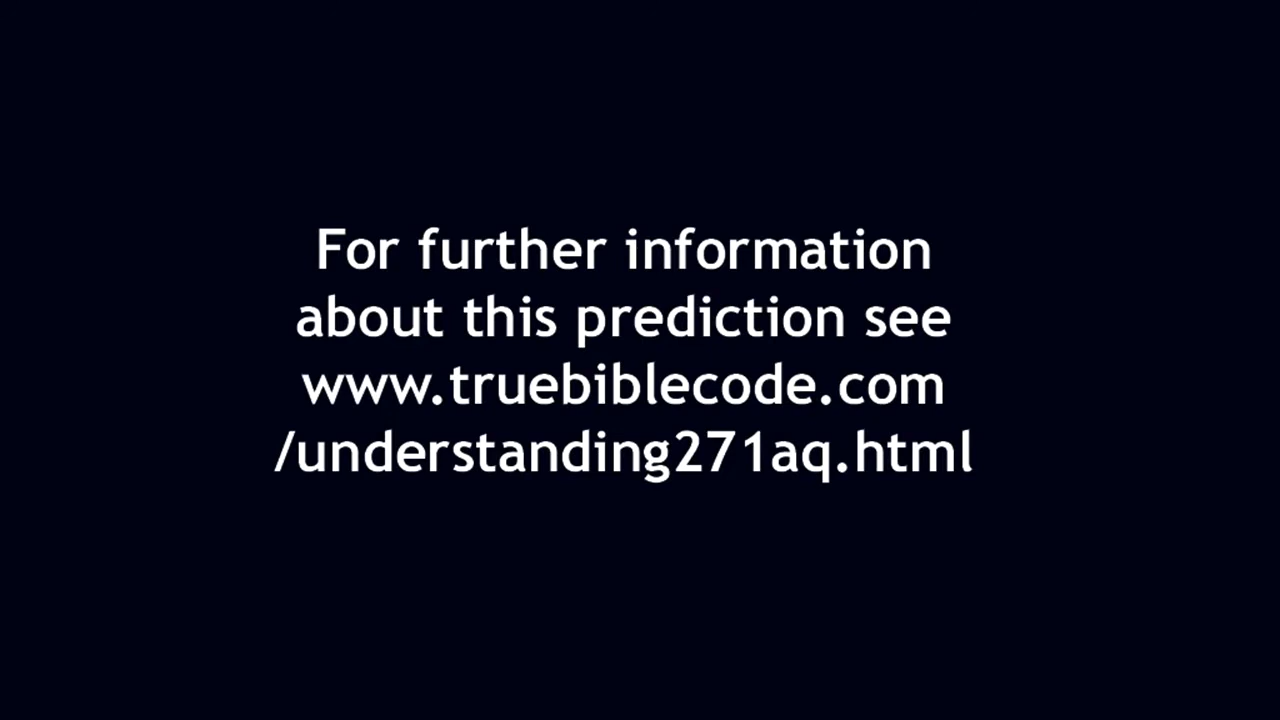 For further information
about this prediction see
www.truebiblecode.com
/understanding271aq.html